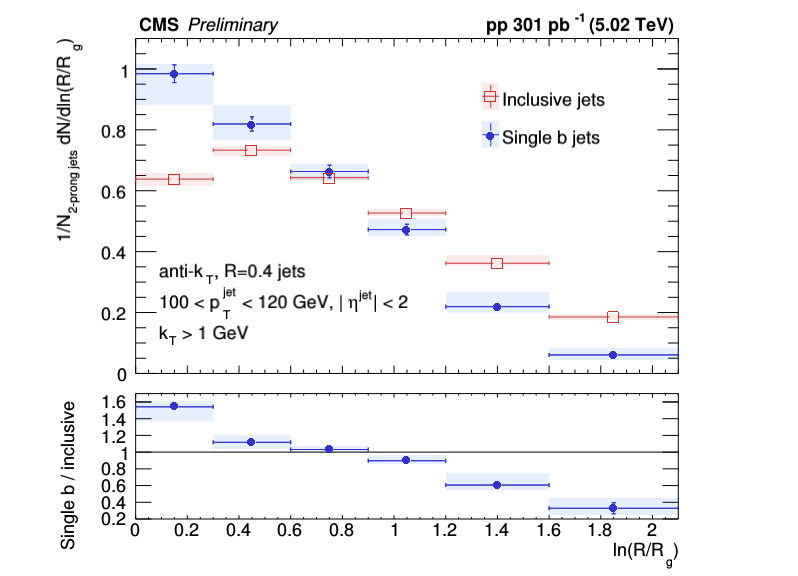 CMS Preliminary pp 301 pb -1 (5.02 TeV)
1/N2-prong jets dN/dln(R/Rg)
1
0.8
0.6
0.4
0.2
0
Inclusive jets
Single b jets
anti-kT, R=0.4 jets
100 < pTjet < 120 GeV, | ηjet| < 2
kT > 1 GeV
Single b / inclusive
1.6
1.4
1.2
1
0.8
0.6
0.4
0.2
0 0.2 0.4 0.6 0.8 1 1.2 1.4 1.6 1.8 2
ln(R/Rg)